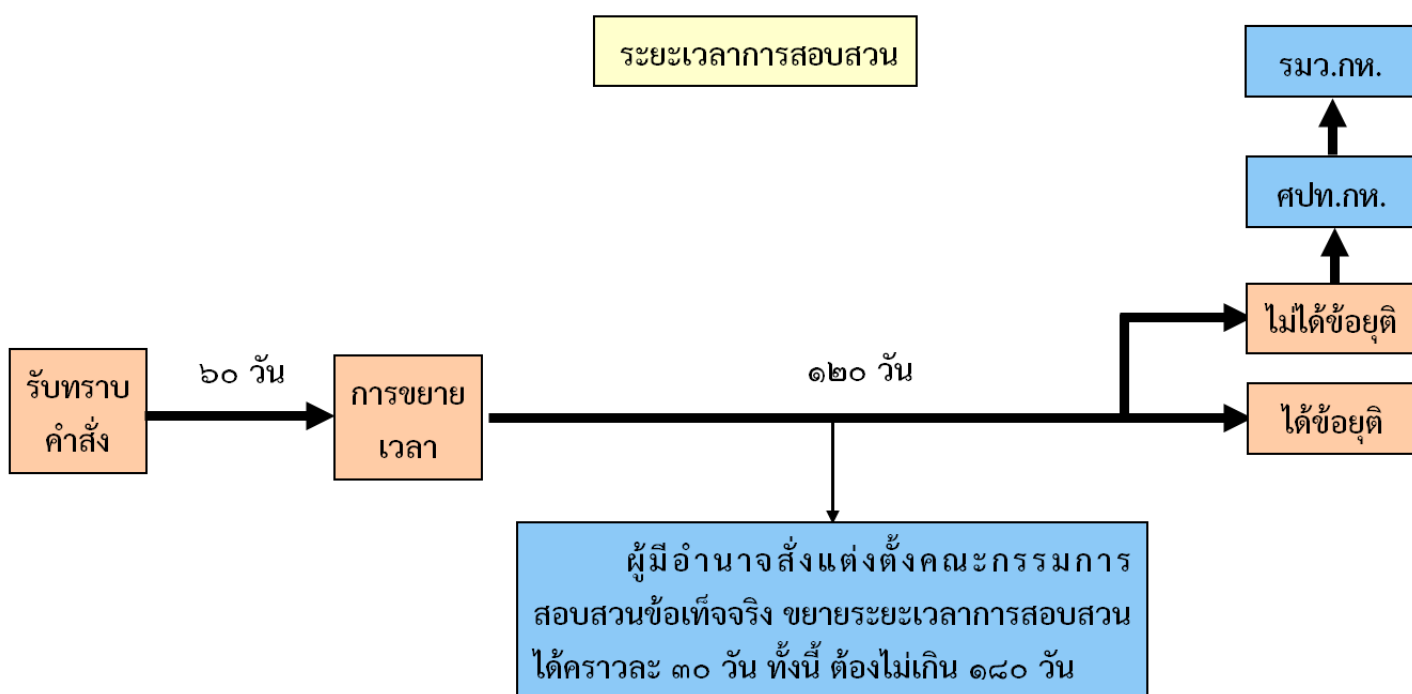 ระยะเวลาการสอบสวน
รมว.กห.
ศปท.กห.
ไม่ได้ข้อยุติ
รับทราบ
คำสั่ง
๖๐ วัน
การขยาย
เวลา
๑๒๐ วัน
ได้ข้อยุติ
ผู้มีอำนาจสั่งแต่งตั้งคณะกรรมการ
สอบสวนข้อเท็จจริง ขยายระยะเวลาการสอบสวน
ได้คราวละ ๓๐ วัน ทั้งนี้ ต้องไม่เกิน ๑๘๐ วัน